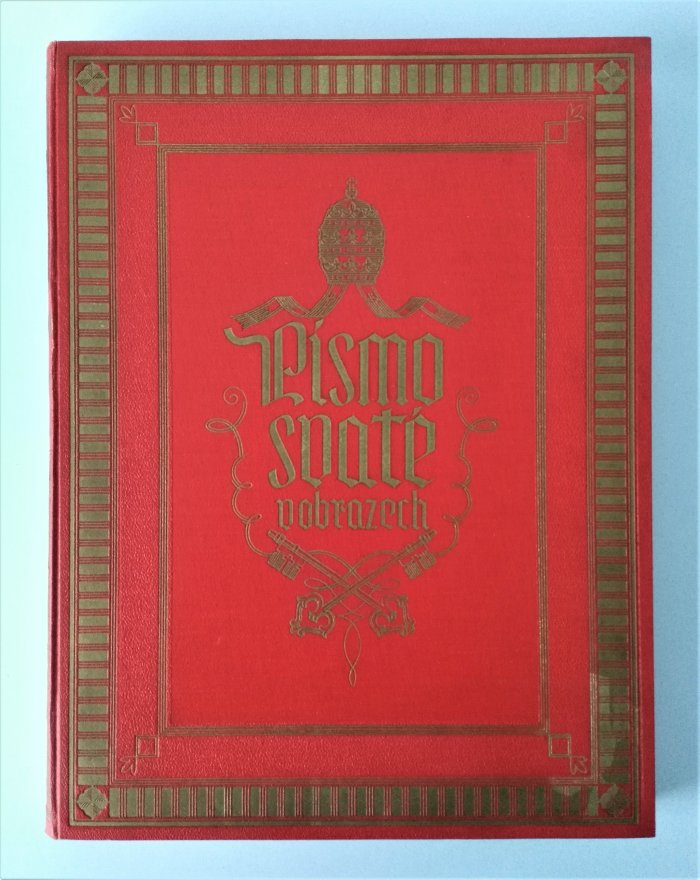 Písmo
svaté
v obrazech